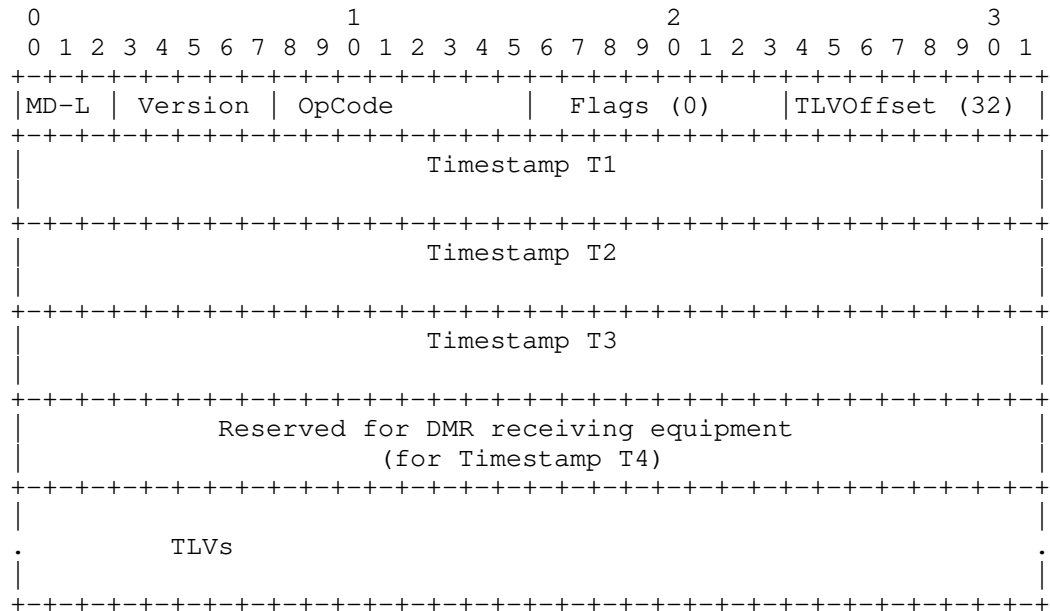 0                   1                   2                   3
 0 1 2 3 4 5 6 7 8 9 0 1 2 3 4 5 6 7 8 9 0 1 2 3 4 5 6 7 8 9 0 1
+-+-+-+-+-+-+-+-+-+-+-+-+-+-+-+-+-+-+-+-+-+-+-+-+-+-+-+-+-+-+-+-+
|MD-L | Version | OpCode        |  Flags (0)    |TLVOffset (32) |
+-+-+-+-+-+-+-+-+-+-+-+-+-+-+-+-+-+-+-+-+-+-+-+-+-+-+-+-+-+-+-+-+
|                         Timestamp T1                          |
|                                                               |
+-+-+-+-+-+-+-+-+-+-+-+-+-+-+-+-+-+-+-+-+-+-+-+-+-+-+-+-+-+-+-+-+
|                         Timestamp T2                          |
|                                                               |
+-+-+-+-+-+-+-+-+-+-+-+-+-+-+-+-+-+-+-+-+-+-+-+-+-+-+-+-+-+-+-+-+
|                         Timestamp T3                          |
|                                                               |
+-+-+-+-+-+-+-+-+-+-+-+-+-+-+-+-+-+-+-+-+-+-+-+-+-+-+-+-+-+-+-+-+
|            Reserved for DMR receiving equipment               |
|                      (for Timestamp T4)                       |
+-+-+-+-+-+-+-+-+-+-+-+-+-+-+-+-+-+-+-+-+-+-+-+-+-+-+-+-+-+-+-+-+
|                                                               |
.         TLVs                                                  .
|                                                               |
+-+-+-+-+-+-+-+-+-+-+-+-+-+-+-+-+-+-+-+-+-+-+-+-+-+-+-+-+-+-+-+-+